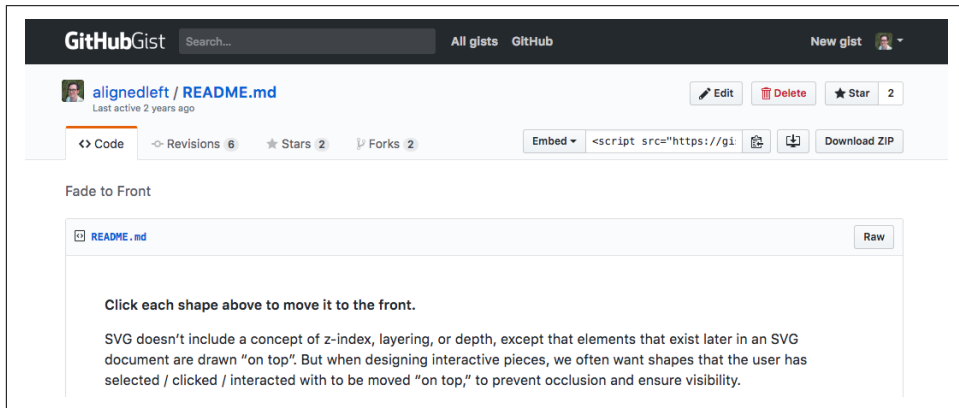 GitHubGist Search... All gists GitHub New gist
alignedleft / README.md Edit Delete Star 2
Last active 2 years ago
Code Revisions 6 Stars 2 Forks 2 Embed <script src="https://gi Download ZIP
Fade to Front
README.md Raw
Click each shape above to move it to the front.
SVG doesn’t include a concept of z-index, layering, or depth, except that elements that exist later in an SVG
document are drawn “on top”. But when designing interactive pieces, we often want shapes that the user has
selected / clicked / interacted with to be moved “on top,” to prevent occlusion and ensure visibility.